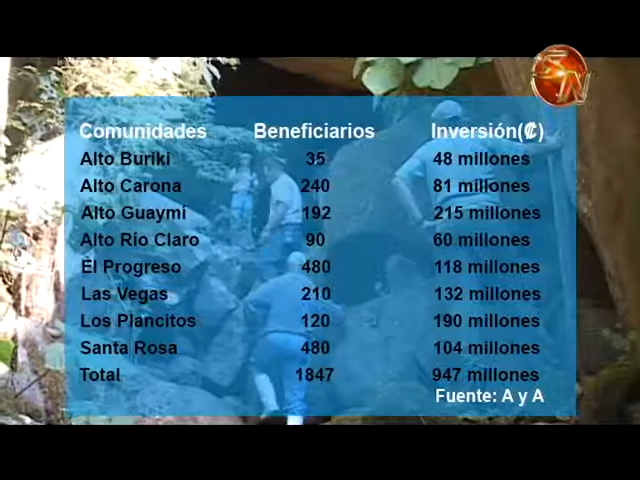 Comunidades Beneficiarios Inversión(₡)
Alto Buriki 35 48 millones
Alto Carona 240 81 millones
Alto Guaymí 192 215 millones
Alto Río Claro 90 60 millones
El Progreso 480 118 millones
Las Vegas 210 132 millones
Los Plancitos 120 190 millones
Santa Rosa 480 104 millones
Total 1847 947 millones
Fuente: A y A